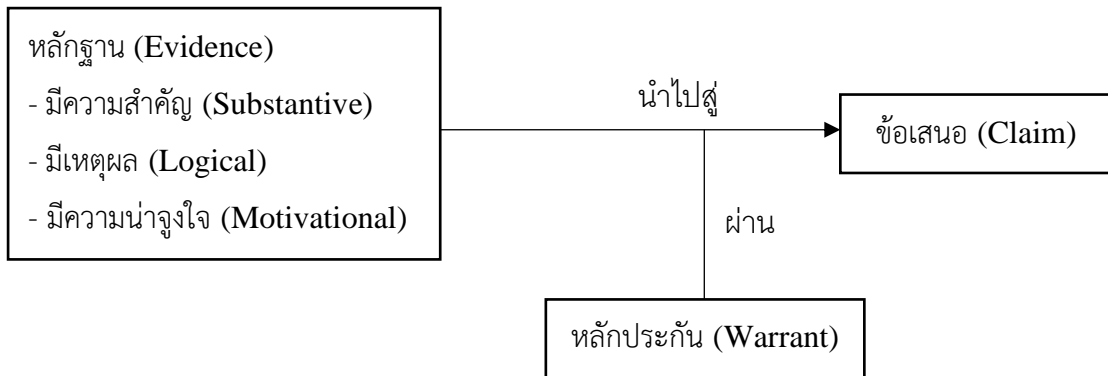 หลักฐาน (Evidence)
- มีความสำคัญ (Substantive)
- มีเหตุผล (Logical)
- มีความน่าจูงใจ (Motivational)
นำไปสู่
ข้อเสนอ (Claim)
ผ่าน
หลักประกัน (Warrant)